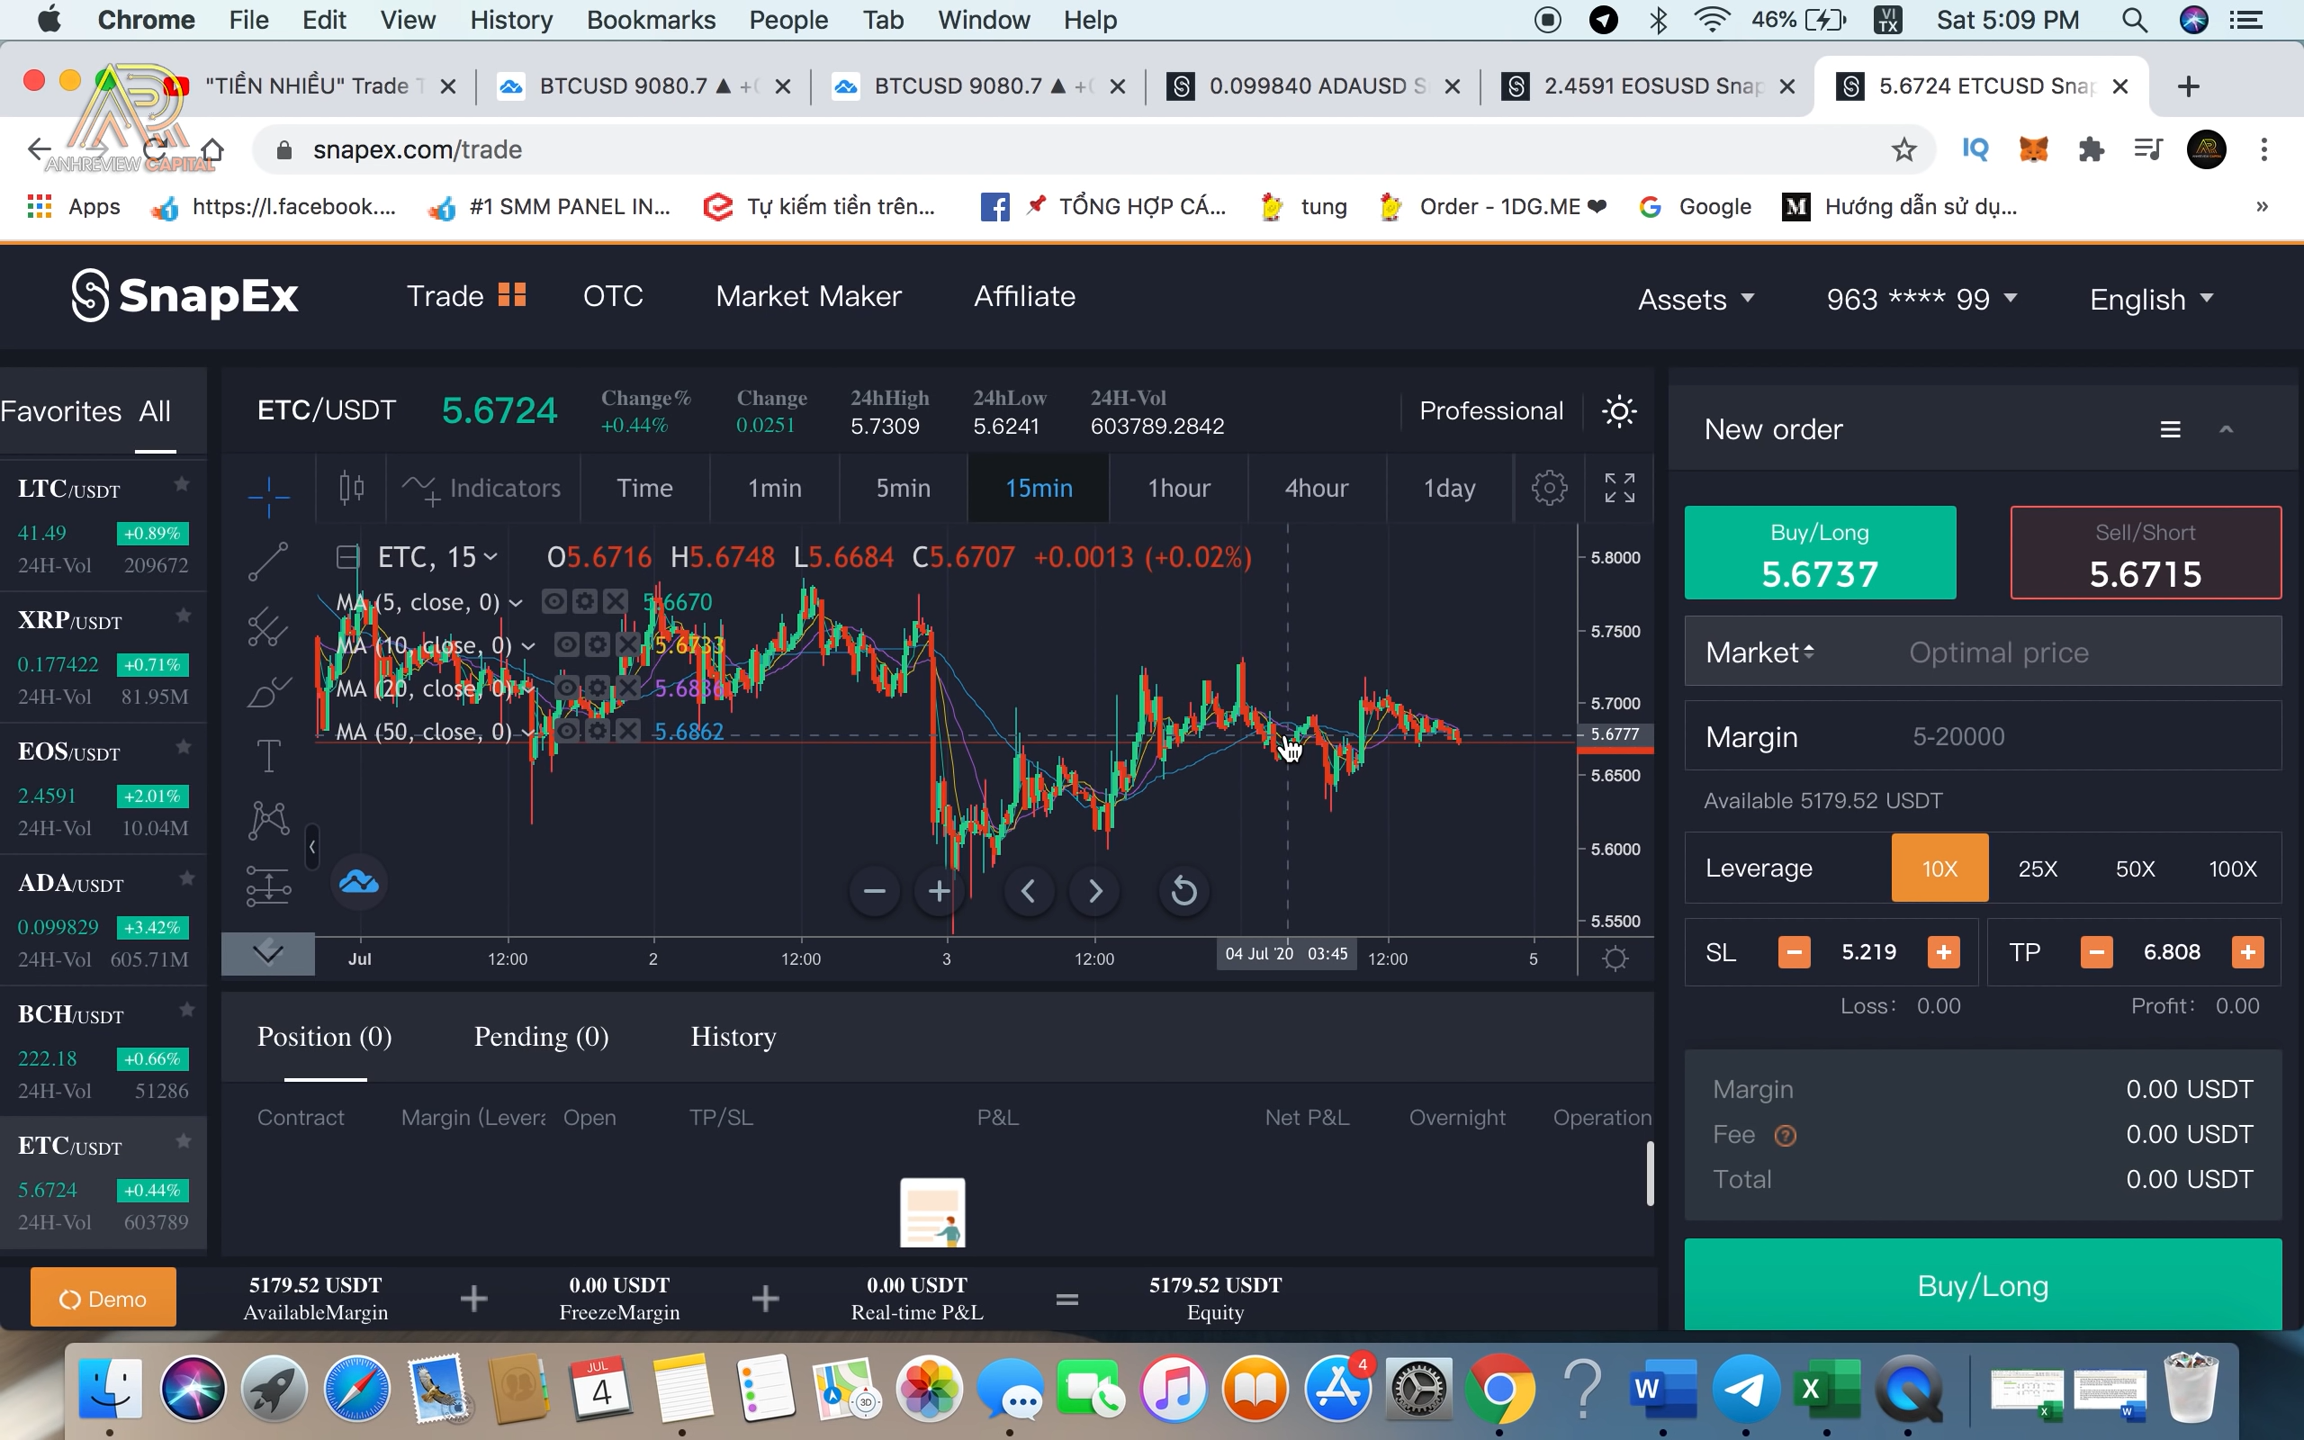 Chrome File Edit View History Bookmarks People Tab Window Help 46% VI TX Sat 5:09 PM
"TIỀN NHIỀU" Trade BTCUSD 9080.7 ▲ BTCUSD 9080.7 ▲ 0.099840 ADAUSD 2.4591 EOSUSD Snap 5.6724 ETCUSD Snap
AR
ANHREVIEW CAPITAL
snapex.com/trade
IQ
Apps https://l.facebook.... #1 SMM PANEL IN... Tự kiếm tiền trên... TỔNG HỢP CÁ... tung Order - 1DG.ME ❤ Google Hướng dẫn sử dụ... »
SnapEx Trade OTC Market Maker Affiliate Assets 963 **** 99 English
Favorites All
LTC/USDT
41.49 +0.89%
24H-Vol 209672
XRP/USDT
0.177422 +0.71%
24H-Vol 81.95M
EOS/USDT
2.4591 +2.01%
24H-Vol 10.04M
ADA/USDT
0.099829 +3.42%
24H-Vol 605.71M
BCH/USDT
222.18 +0.66%
24H-Vol 51286
ETC/USDT
5.6724 +0.44%
24H-Vol 603789
ETC/USDT 5.6724
Change% Change 24hHigh 24hLow 24H-Vol
+0.44% 0.0251 5.7309 5.6241 603789.2842
Professional
Indicators Time 1min 5min 15min 1hour 4hour 1day
ETC, 15 O5.6716 H5.6748 L5.6684 C5.6707 +0.0013 (+0.02%)
MA (5, close, 0) 5.6670
MA (10, close, 0) 5.6733
MA (20, close, 0)
MA (50, close, 0) 5.6862
5.8000
5.7500
5.7000
5.6777
5.6500
5.6000
5.5500
Jul 12:00 2 12:00 3 12:00 04 Jul '20 03:45 12:00 5
Position (0) Pending (0) History
Contract Margin (Levera Open TP/SL P&L Net P&L Overnight Operation
New order
Buy/Long
5.6737
Sell/Short
5.6715
Market Optimal price
Margin 5-20000
Available 5179.52 USDT
Leverage 10X 25X 50X 100X
SL − 5.219 + TP − 6.808 +
Loss: 0.00 Profit: 0.00
Margin 0.00 USDT
Fee ? 0.00 USDT
Total 0.00 USDT
Buy/Long
Demo
5179.52 USDT + 0.00 USDT + 0.00 USDT = 5179.52 USDT
AvailableMargin FreezeMargin Real-time P&L Equity
JUL
4
3D
4
W
X